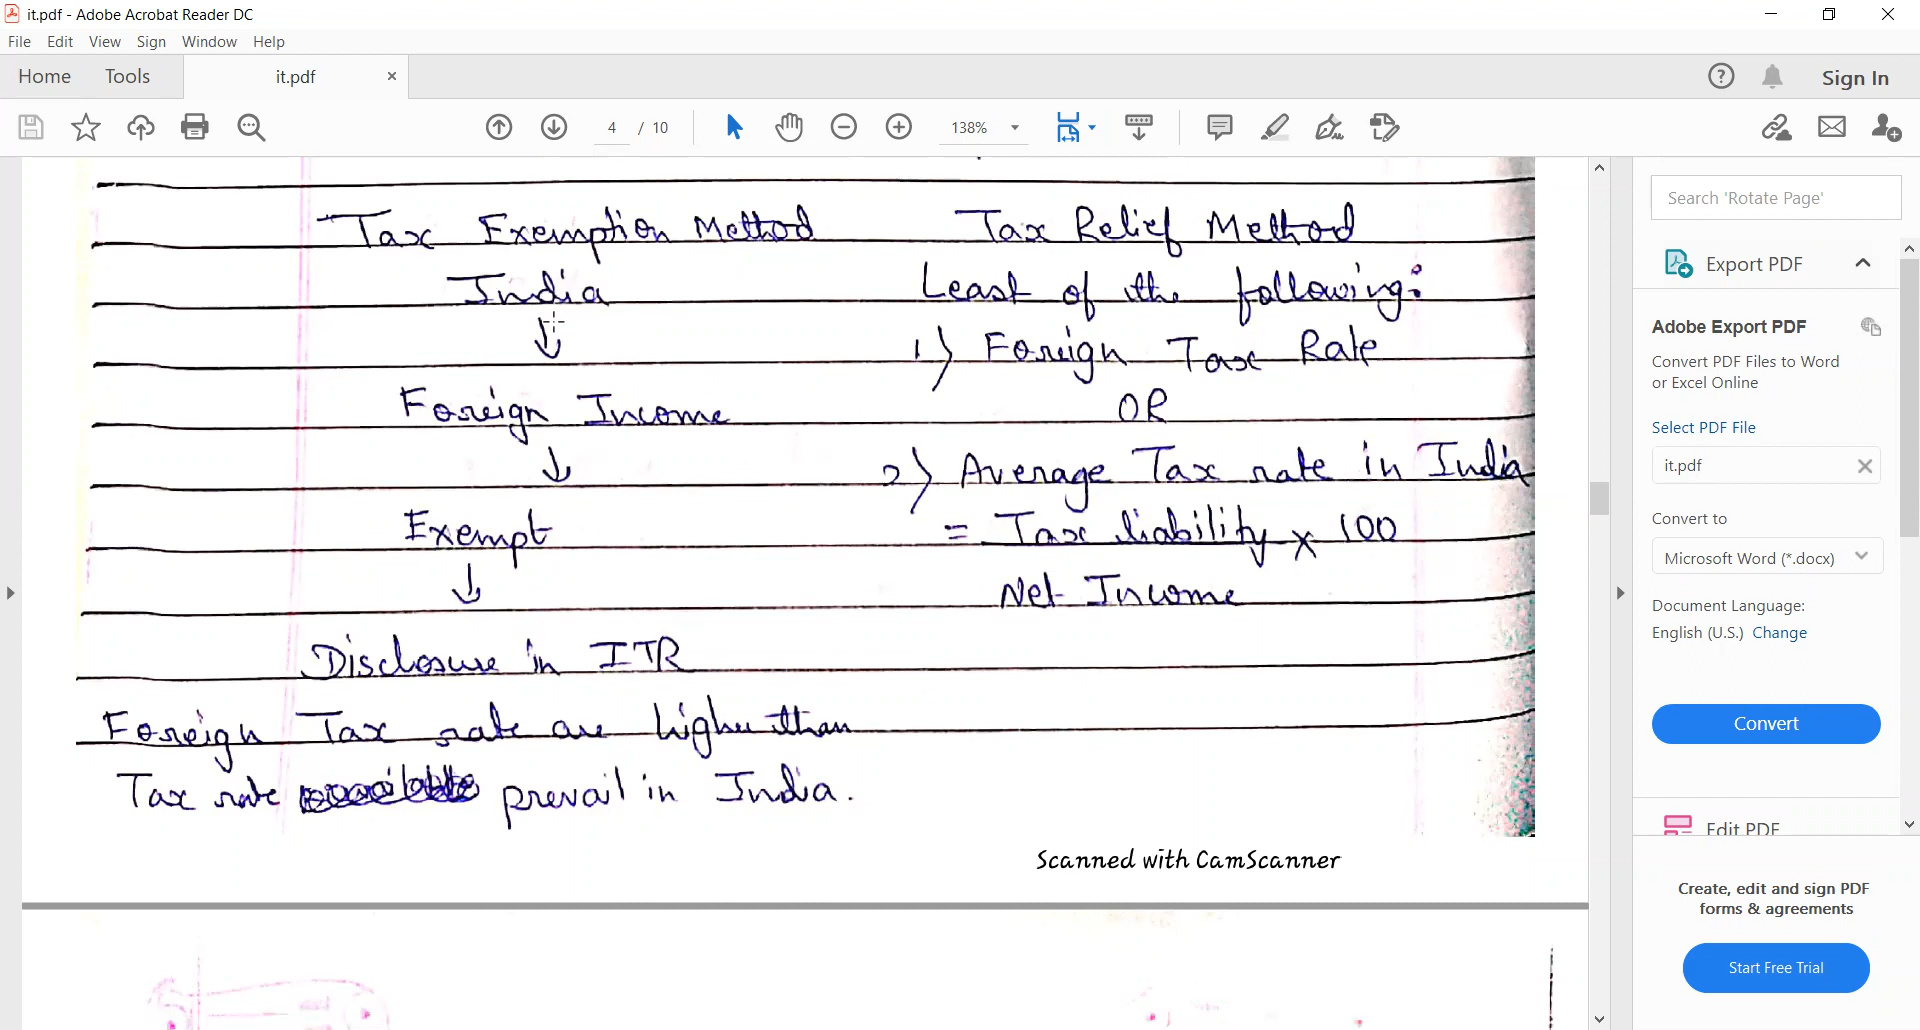 it.pdf - Adobe Acrobat Reader DC
File Edit View Sign Window Help
Home Tools it.pdf × Sign In
4 / 10 138%
Tax Exemption Method
India
↓
Foreign Income
↓
Exempt
↓
Disclosure in ITR
Foreign Tax rate are higher than
Tax rate prevail in India.
Tax Relief Method
Least of the following:
1) Foreign Tax Rate
OR
2) Average Tax rate in India
= Tax liability × 100
Net Income
Scanned with CamScanner
Search 'Rotate Page'
Export PDF
Adobe Export PDF
Convert PDF Files to Word
or Excel Online
Select PDF File
it.pdf
Convert to
Microsoft Word (*.docx)
Document Language:
English (U.S.) Change
Convert
Edit PDF
Create, edit and sign PDF
forms & agreements
Start Free Trial